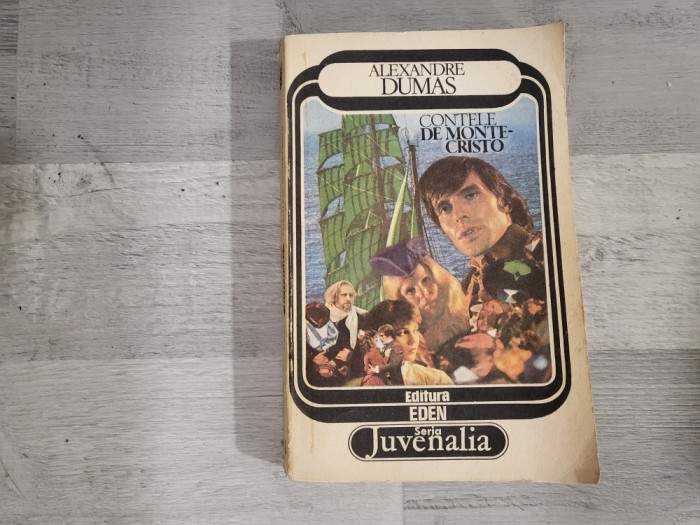 ALEXANDRE
DUMAS
CONTELE
DE MONTE-
CRISTO
Editura
EDEN
Seria
Juvenalia